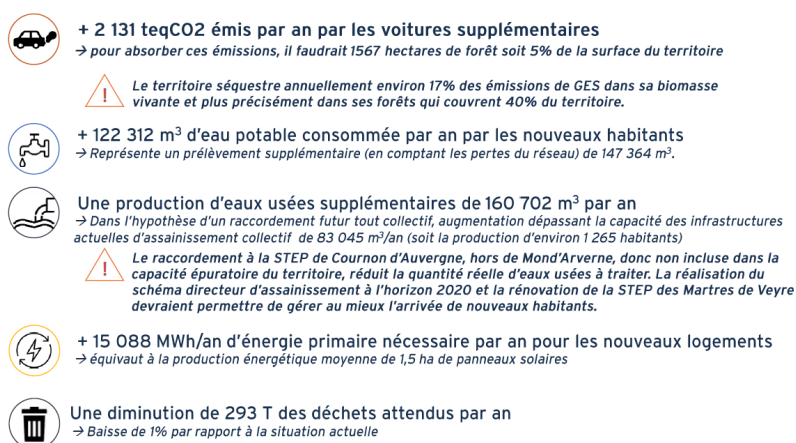 + 2 131 teqCO2 émis par an par les voitures supplémentaires
→ pour absorber ces émissions, il faudrait 1567 hectares de forêt soit 5% de la surface du territoire
! Le territoire séquestre annuellement environ 17% des émissions de GES dans sa biomasse
vivante et plus précisément dans ses forêts qui couvrent 40% du territoire.
+ 122 312 m³ d'eau potable consommée par an par les nouveaux habitants
→ Représente un prélèvement supplémentaire (en comptant les pertes du réseau) de 147 364 m³.
Une production d'eaux usées supplémentaires de 160 702 m³ par an
→ Dans l'hypothèse d'un raccordement futur tout collectif, augmentation dépassant la capacité des infrastructures
actuelles d'assainissement collectif de 83 045 m³/an (soit la production d'environ 1 265 habitants)
! Le raccordement à la STEP de Cournon d'Auvergne, hors de Mond'Arverne, donc non incluse dans la
capacité épuratoire du territoire, réduit la quantité réelle d'eaux usées à traiter. La réalisation du
schéma directeur d'assainissement à l'horizon 2020 et la rénovation de la STEP des Martres de Veyre
devraient permettre de gérer au mieux l'arrivée de nouveaux habitants.
+ 15 088 MWh/an d'énergie primaire nécessaire par an pour les nouveaux logements
→ équivaut à la production énergétique moyenne de 1,5 ha de panneaux solaires
Une diminution de 293 T des déchets attendus par an
→ Baisse de 1% par rapport à la situation actuelle